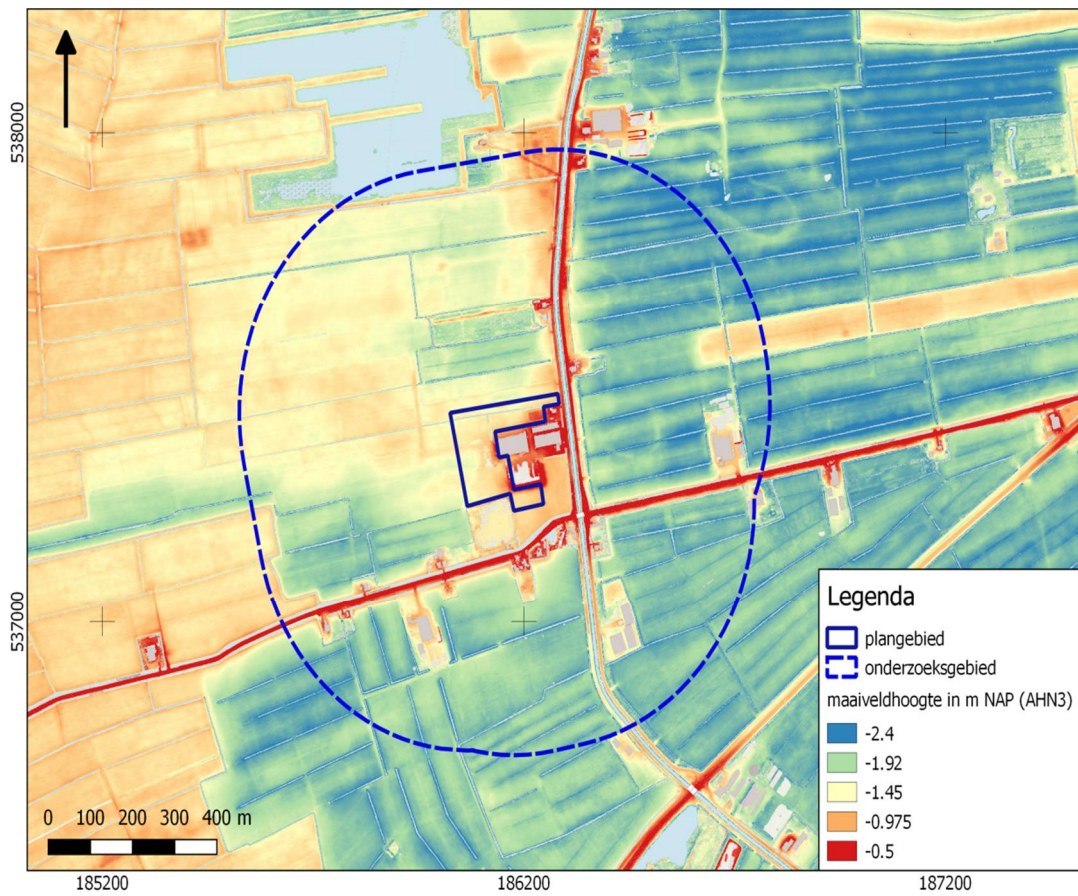 538000
537000
Legenda
plangebied
onderzoeksgebied
maaiveldhoogte in m NAP (AHN3)
-2.4
-1.92
-1.45
-0.975
-0.5
0 100 200 300 400 m
185200 186200 187200